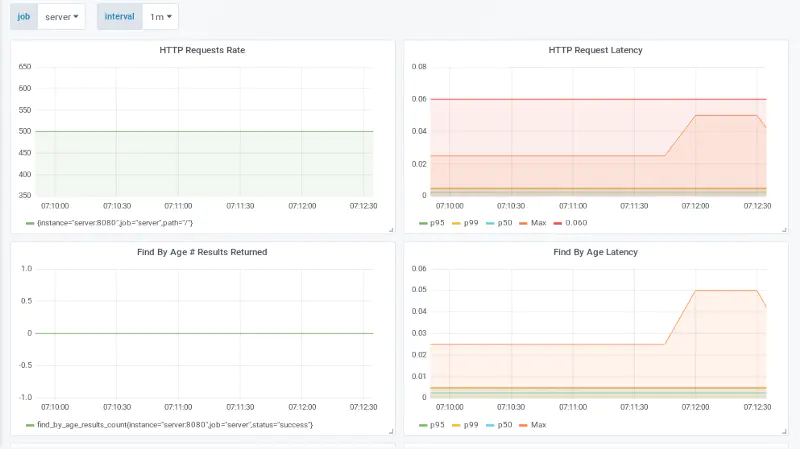 job server interval 1m
HTTP Requests Rate
650
600
550
500
450
400
350
07:10:00 07:10:30 07:11:00 07:11:30 07:12:00 07:12:30
{instance="server:8080",job="server",path="/"}
HTTP Request Latency
0.08
0.06
0.04
0.02
0
07:10:00 07:10:30 07:11:00 07:11:30 07:12:00 07:12:30
p95 p99 p50 Max 0.060
Find By Age # Results Returned
1.0
0.5
0
-0.5
-1.0
07:10:00 07:10:30 07:11:00 07:11:30 07:12:00 07:12:30
find_by_age_results_count{instance="server:8080",job="server",status="success"}
Find By Age Latency
0.06
0.05
0.04
0.03
0.02
0.01
0
07:10:00 07:10:30 07:11:00 07:11:30 07:12:00 07:12:30
p95 p99 p50 Max